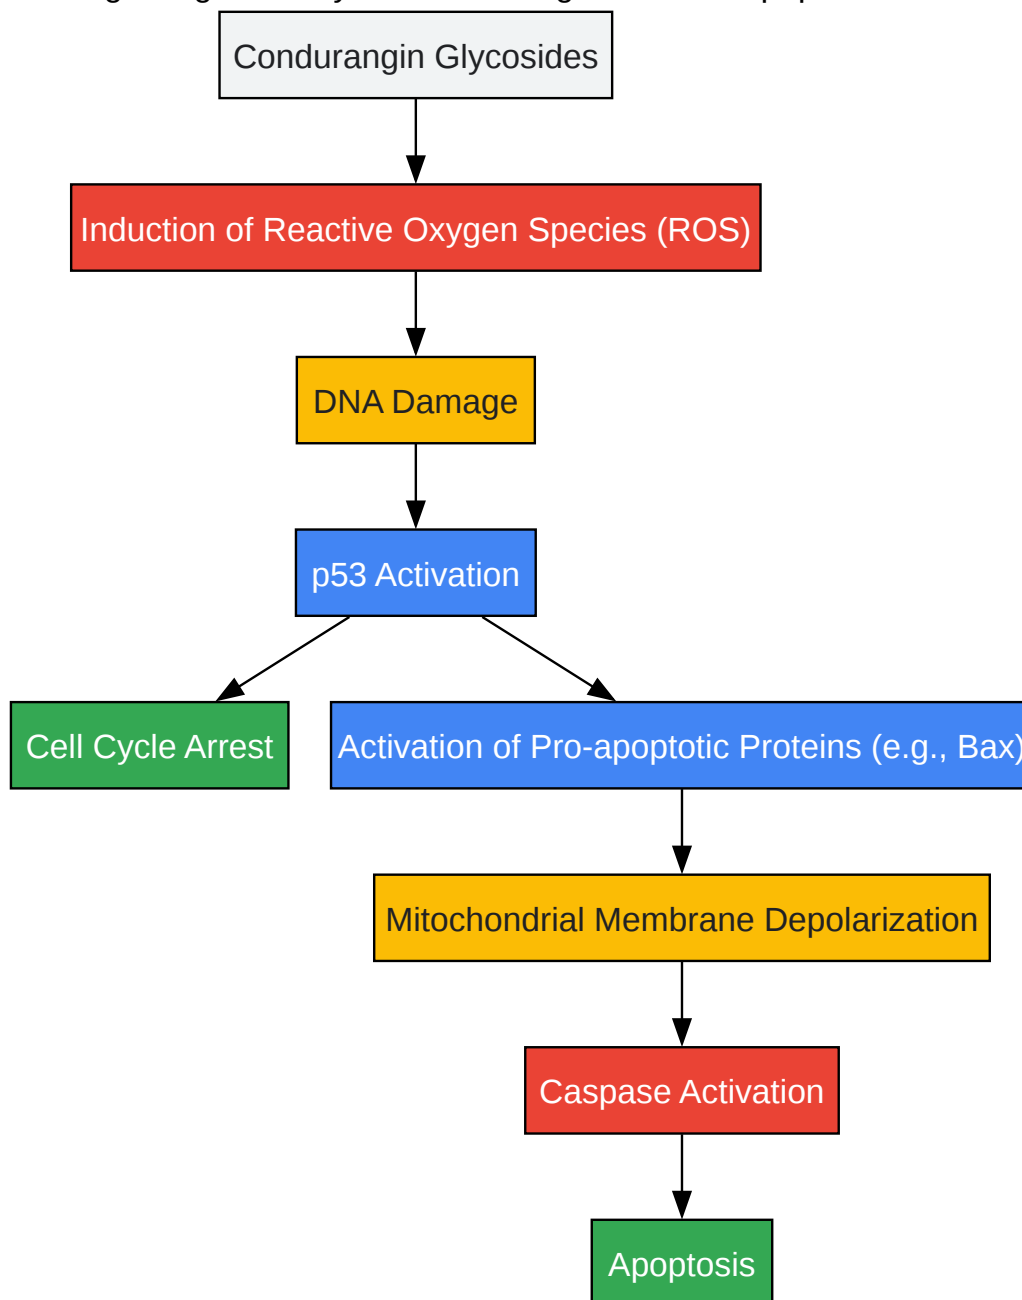 Condurangin Glycosides
Induction of Reactive Oxygen Species (ROS)
DNA Damage
p53 Activation
Cell Cycle Arrest
Activation of Pro-apoptotic Proteins (e.g., Bax)
Mitochondrial Membrane Depolarization
Caspase Activation
Apoptosis